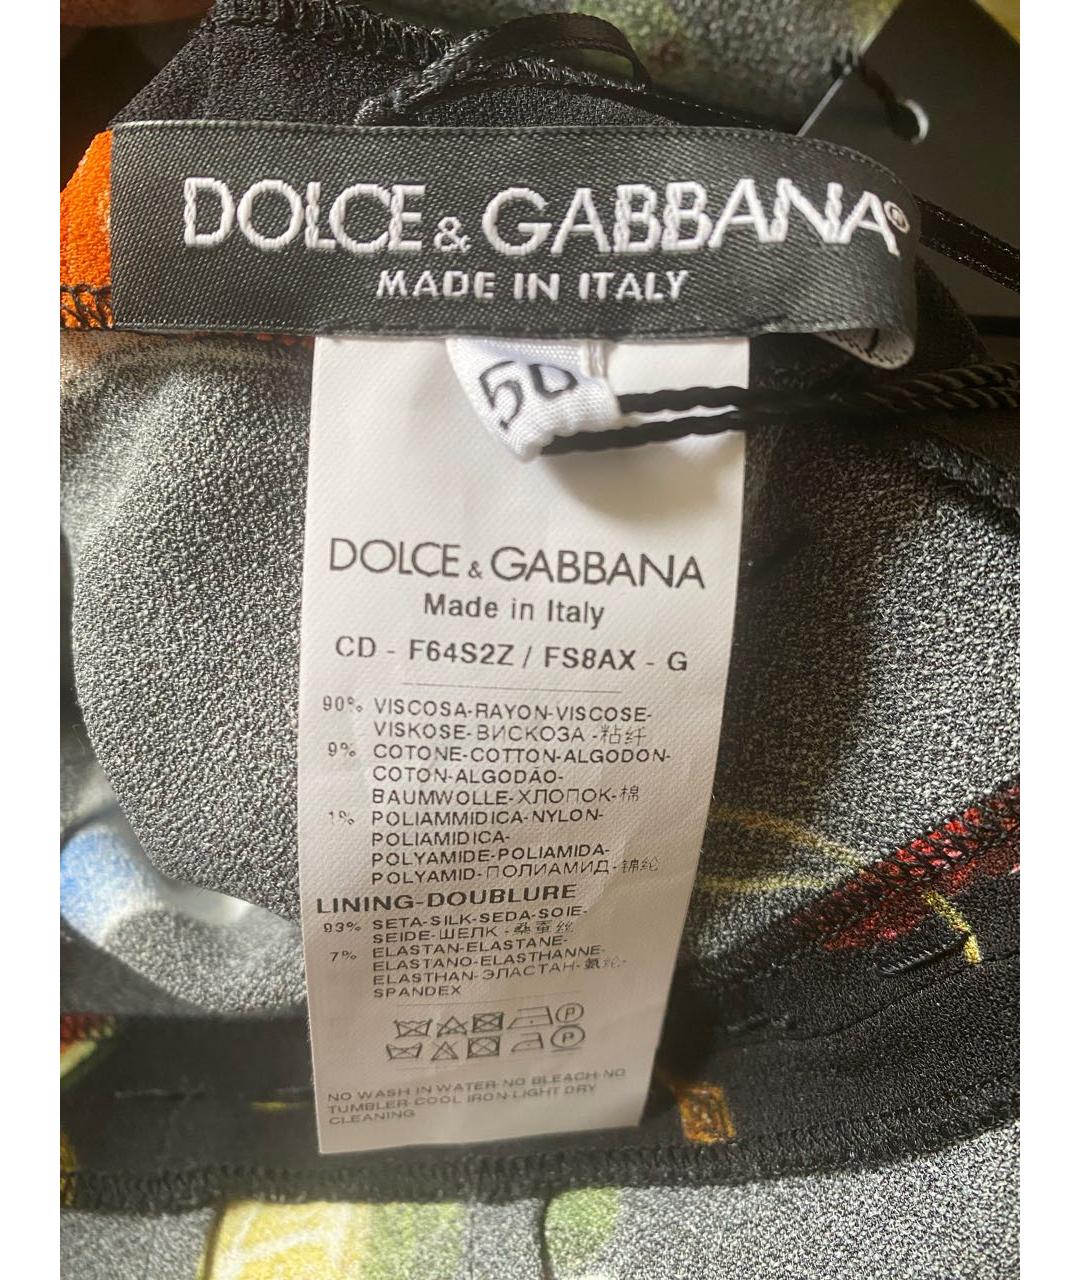 DOLCE & GABBANA®
MADE IN ITALY
50
DOLCE & GABBANA
Made in Italy
CD - F64S2Z / FS8AX - G
90% VISCOSA-RAYON-VISCOSE-
VISKOSE-ВИСКОЗА-粘纤
9% COTONE-COTTON-ALGODON-
COTON-ALGODÃO-
BAUMWOLLE-ХЛОПОК-棉
1% POLIAMMIDICA-NYLON-
POLIAMIDICA-
POLYAMIDE-POLIAMIDA-
POLYAMID-ПОЛИАМИД-锦纶
LINING-DOUBLURE
93% SETA-SILK-SEDA-SOIE-
SEIDE-ШЕЛК-桑蚕丝
7% ELASTAN-ELASTANE-
ELASTANO-ELASTHANNE-
ELASTHAN-ЭЛАСТАН-氨纶-
SPANDEX
NO WASH IN WATER-NO BLEACH-NO
TUMBLER-COOL IRON-LIGHT DRY
CLEANING